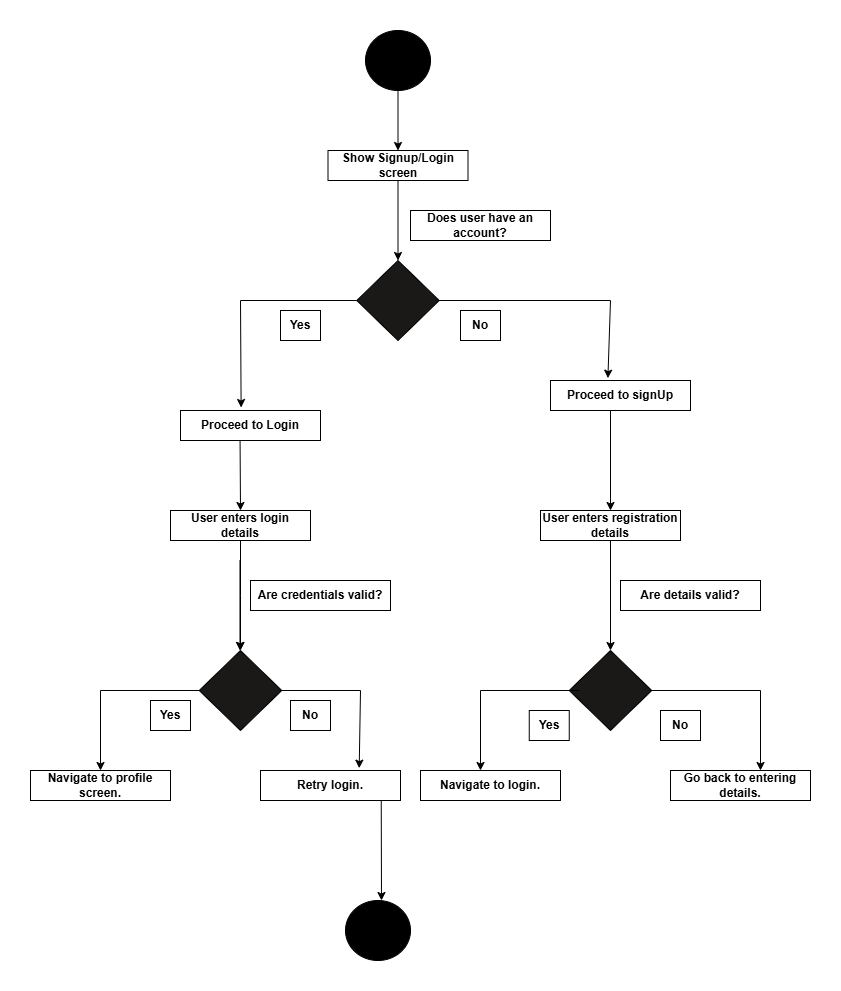 Show Signup/Login
screen
Does user have an
account?
Yes
No
Proceed to signUp
Proceed to Login
User enters login
details
User enters registration
details
Are credentials valid?
Are details valid?
Yes
No
Yes
No
Navigate to profile
screen.
Retry login.
Navigate to login.
Go back to entering
details.